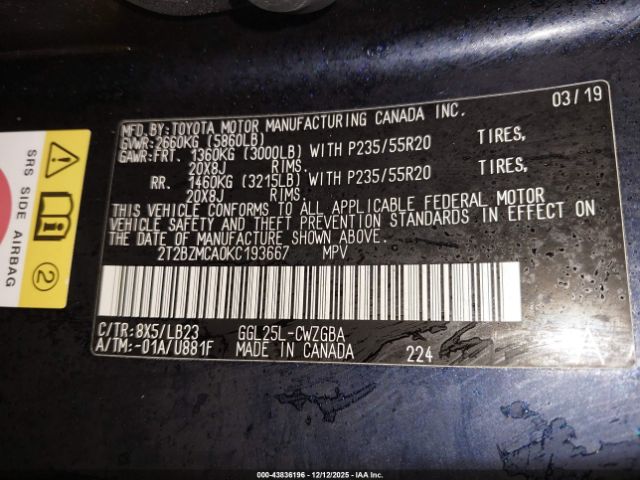 03/19
MFD.BY:TOYOTA MOTOR MANUFACTURING CANADA INC.
GVWR:2660KG (5860LB)
GAWR:FRT. 1360KG (3000LB) WITH P235/55R20 TIRES,
20X8J RIMS.
RR. 1460KG (3215LB) WITH P235/55R20 TIRES,
20X8J RIMS.
THIS VEHICLE CONFORMS TO ALL APPLICABLE FEDERAL MOTOR
VEHICLE SAFETY AND THEFT PREVENTION STANDARDS IN EFFECT ON
THE DATE OF MANUFACTURE SHOWN ABOVE.
2T2BZMCA0KC193667 MPV
C/TR:8X5/LB23 GGL25L-CWZGBA
A/TM:-01A/U881F MADE IN CANADA 224
SRS SIDE AIRBAG
2
000-43836196 - 12/12/2025 - IAA Inc.